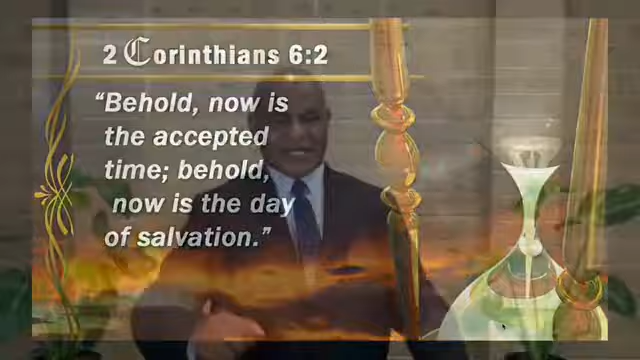 2 Corinthians 6:2
“Behold, now is
the accepted
time; behold,
now is the day
of salvation.”